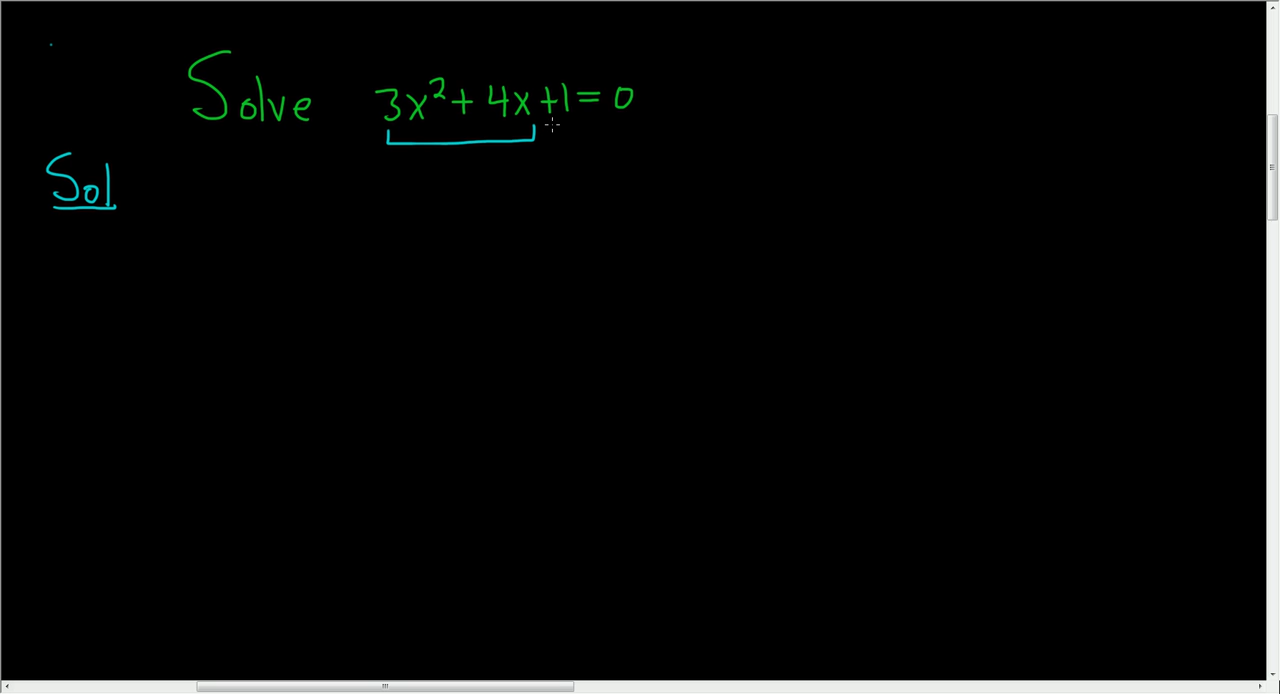 Solve 3x² + 4x + 1 = 0
Sol